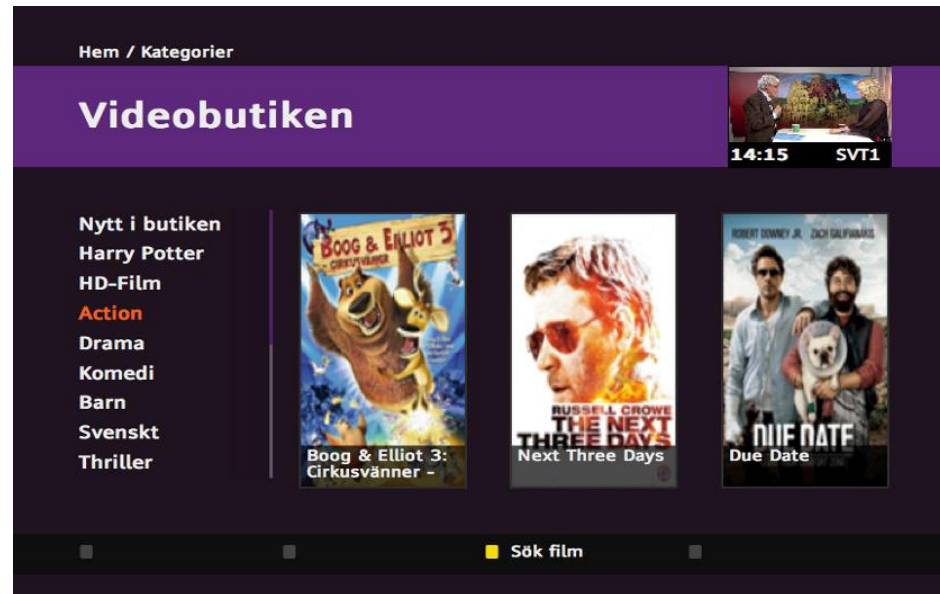 Hem / Kategorier
Videobutiken
14:15 SVT1
Nytt i butiken
Harry Potter
HD-Film
Action
Drama
Komedi
Barn
Svenskt
Thriller
BOOG & ELLIOT 3
- CIRKUSVÄNNER
Boog & Elliot 3:
Cirkusvänner –
RUSSELL CROWE
THE NEXT
THREE DAYS
Next Three Days
ROBERT DOWNEY JR. ZACH GALIFIANAKIS
DUE DATE
Due Date
Sök film